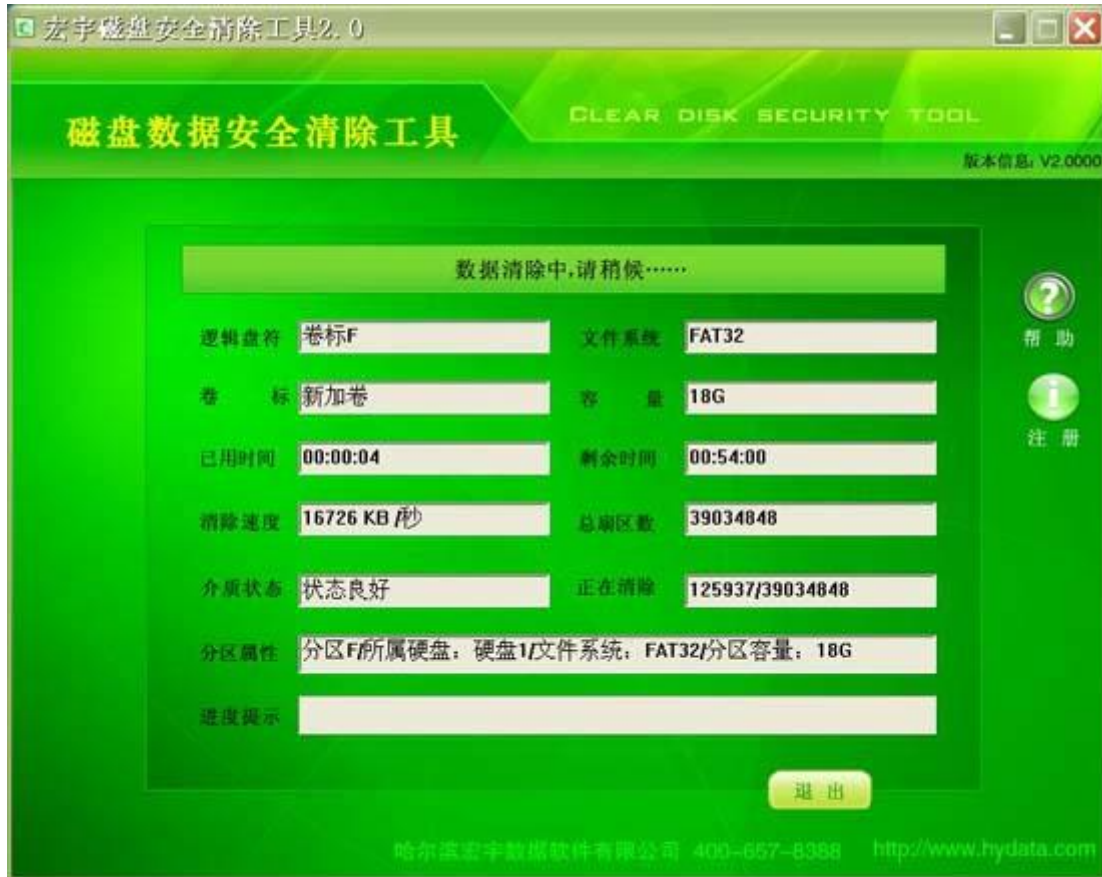 宏宇磁盘安全清除工具2.0
CLEAR DISK SECURITY TOOL
磁盘数据安全清除工具
版本信息: V2.0000
数据清除中,请稍候……
逻辑盘符 卷标F 文件系统 FAT32
帮 助
卷 标 新加卷 容 量 18G
注 册
已用时间 00:00:04 剩余时间 00:54:00
清除速度 16726 KB /秒 总扇区数 39034848
介质状态 状态良好 正在清除 125937/39034848
分区属性 分区F/所属硬盘：硬盘1/文件系统：FAT32/分区容量：18G
进度提示
退 出
哈尔滨宏宇数据软件有限公司 400-657-8388 http://www.hydata.com